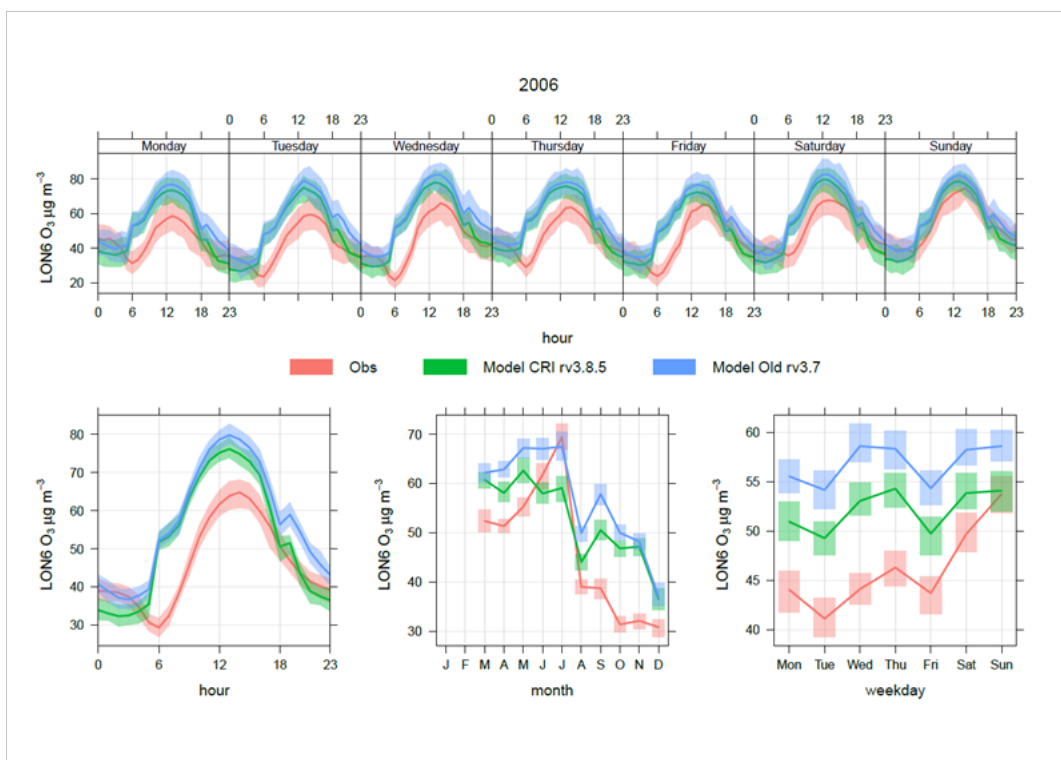 2006
0 6 12 18 23 0 6 12 18 23 0 6 12 18 23
Monday Tuesday Wednesday Thursday Friday Saturday Sunday
LON6 O₃ µg m⁻³
80
60
40
20
0 6 12 18 23 0 6 12 18 23 0 6 12 18 23 0 6 12 18 23
hour
Obs Model CRI rv3.8.5 Model Old rv3.7
LON6 O₃ µg m⁻³
80
70
60
50
40
30
0 6 12 18 23
hour
LON6 O₃ µg m⁻³
70
60
50
40
30
J F M A M J J A S O N D
month
LON6 O₃ µg m⁻³
60
55
50
45
40
Mon Tue Wed Thu Fri Sat Sun
weekday